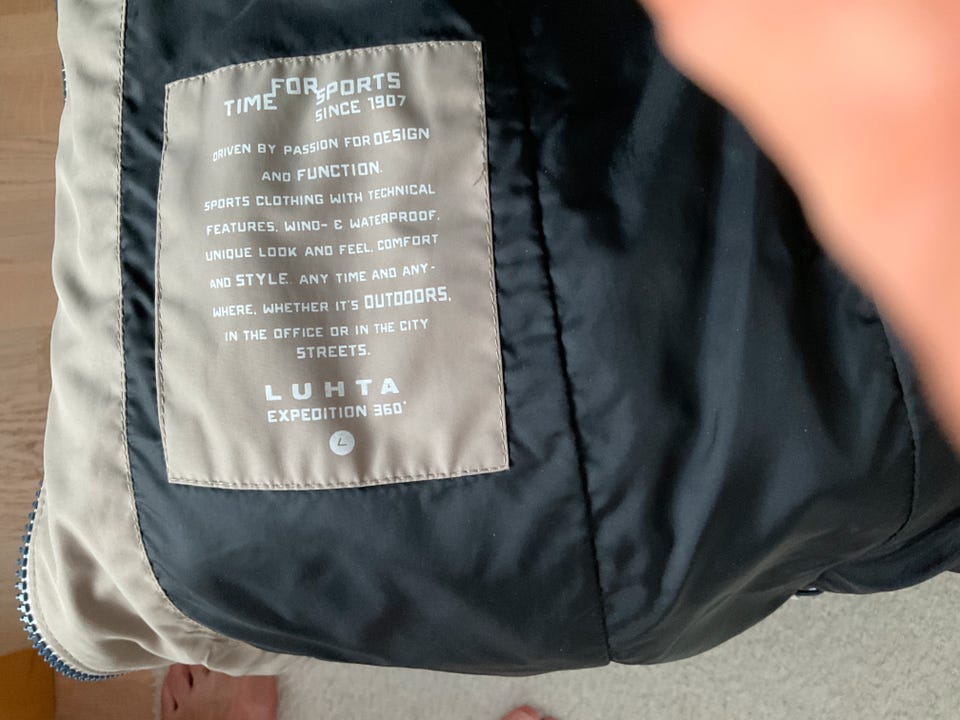 TIME FOR SPORTS
SINCE 1907
DRIVEN BY PASSION FOR DESIGN
AND FUNCTION.
SPORTS CLOTHING WITH TECHNICAL
FEATURES. WIND- & WATERPROOF.
UNIQUE LOOK AND FEEL. COMFORT
AND STYLE. ANY TIME AND ANY-
WHERE. WHETHER IT'S OUTDOORS,
IN THE OFFICE OR IN THE CITY
STREETS.
LUHTA
EXPEDITION 360°